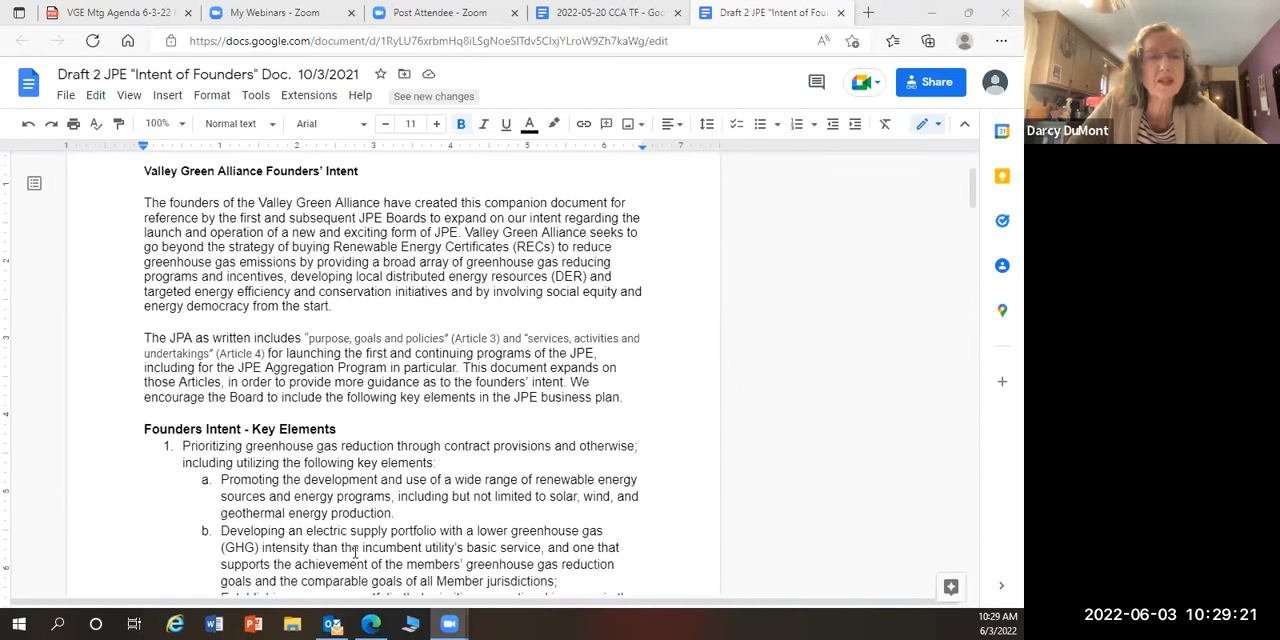 VGE Mtg Agenda 6-3-22
My Webinars - Zoom
Post Attendee - Zoom
2022-05-20 CCA TF - Goo
Draft 2 JPE "Intent of Foun
https://docs.google.com/document/d/1RyLU76xrbmHq8iLSgNoeSITdv5ClxjYLroW9Zh7kaWg/edit
Draft 2 JPE "Intent of Founders" Doc. 10/3/2021
File Edit View Insert Format Tools Extensions Help See new changes
Share
100% Normal text Arial 11 B I U A
1 1 2 3 4 5 6 7
Darcy DuMont
Valley Green Alliance Founders' Intent
The founders of the Valley Green Alliance have created this companion document for
reference by the first and subsequent JPE Boards to expand on our intent regarding the
launch and operation of a new and exciting form of JPE. Valley Green Alliance seeks to
go beyond the strategy of buying Renewable Energy Certificates (RECs) to reduce
greenhouse gas emissions by providing a broad array of greenhouse gas reducing
programs and incentives, developing local distributed energy resources (DER) and
targeted energy efficiency and conservation initiatives and by involving social equity and
energy democracy from the start.
The JPA as written includes "purpose, goals and policies" (Article 3) and "services, activities and
undertakings" (Article 4) for launching the first and continuing programs of the JPE,
including for the JPE Aggregation Program in particular. This document expands on
those Articles, in order to provide more guidance as to the founders' intent. We
encourage the Board to include the following key elements in the JPE business plan.
Founders Intent - Key Elements
1. Prioritizing greenhouse gas reduction through contract provisions and otherwise;
including utilizing the following key elements:
a. Promoting the development and use of a wide range of renewable energy
sources and energy programs, including but not limited to solar, wind, and
geothermal energy production.
b. Developing an electric supply portfolio with a lower greenhouse gas
(GHG) intensity than the incumbent utility's basic service, and one that
supports the achievement of the members' greenhouse gas reduction
goals and the comparable goals of all Member jurisdictions;
10:29 AM
6/3/2022
2022-06-03 10:29:21